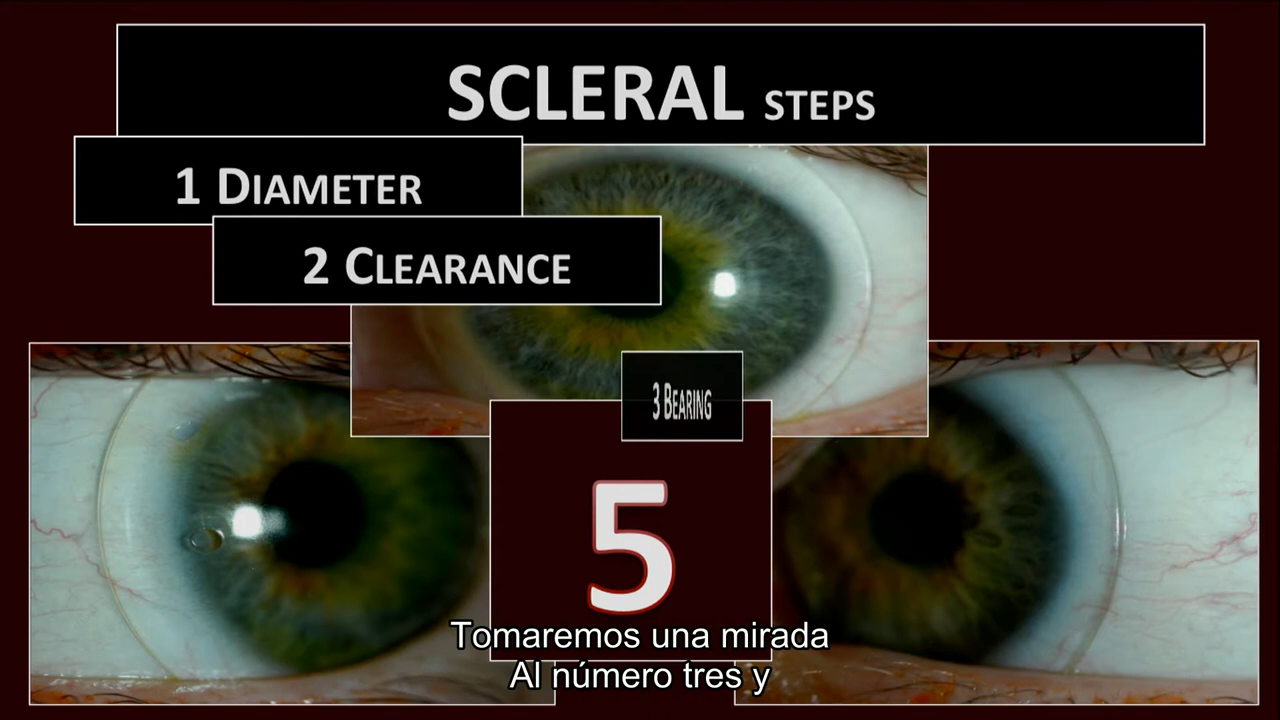 SCLERAL STEPS
1 DIAMETER
2 CLEARANCE
3 BEARING
5
Tomaremos una mirada
Al número tres y